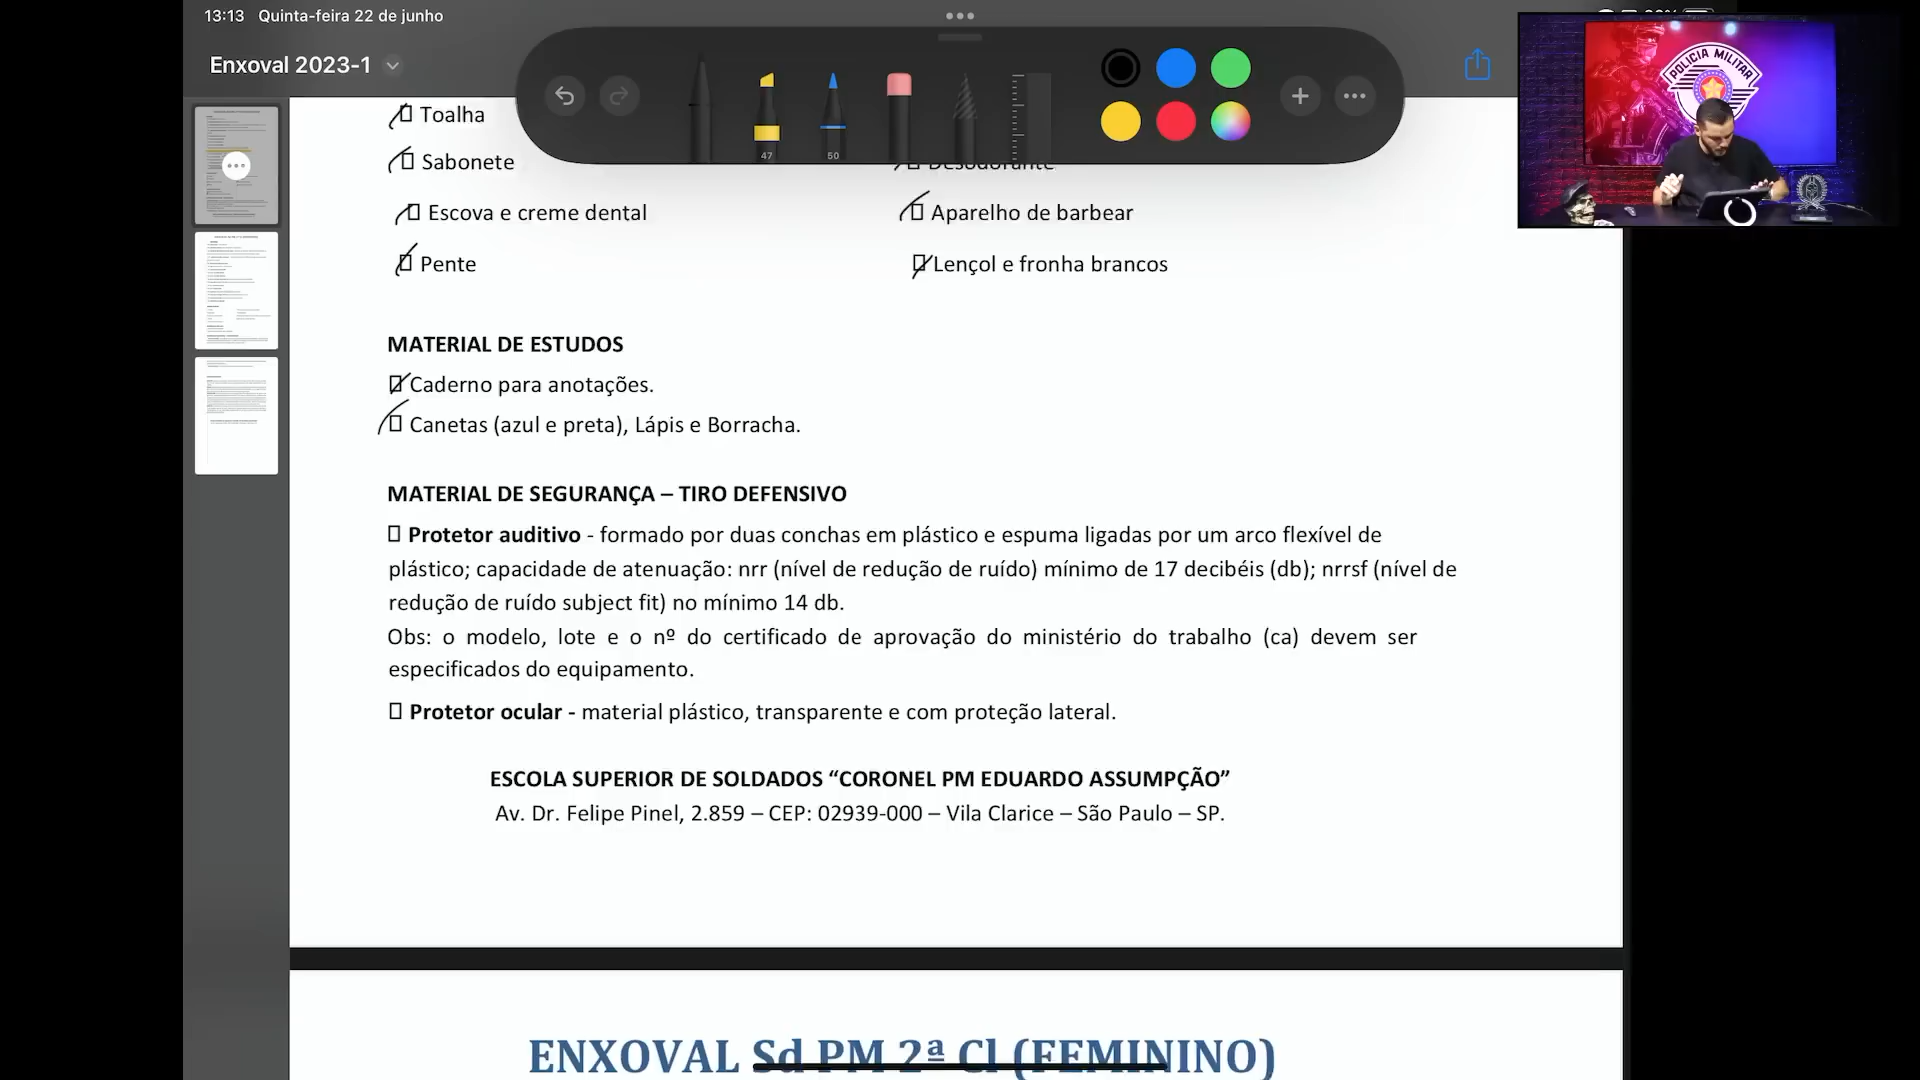 13:13 Quinta-feira 22 de junho
Enxoval 2023-1
47
50
POLICIA MILITAR
Toalha
Sabonete
Desodorante
Escova e creme dental
Aparelho de barbear
Pente
Lençol e fronha brancos
MATERIAL DE ESTUDOS
Caderno para anotações.
Canetas (azul e preta), Lápis e Borracha.
MATERIAL DE SEGURANÇA – TIRO DEFENSIVO
Protetor auditivo - formado por duas conchas em plástico e espuma ligadas por um arco flexível de
plástico; capacidade de atenuação: nrr (nível de redução de ruído) mínimo de 17 decibéis (db); nrrsf (nível de
redução de ruído subject fit) no mínimo 14 db.
Obs: o modelo, lote e o nº do certificado de aprovação do ministério do trabalho (ca) devem ser
especificados do equipamento.
Protetor ocular - material plástico, transparente e com proteção lateral.
ESCOLA SUPERIOR DE SOLDADOS “CORONEL PM EDUARDO ASSUMPÇÃO”
Av. Dr. Felipe Pinel, 2.859 – CEP: 02939-000 – Vila Clarice – São Paulo – SP.
ENXOVAL Sd PM 2ª Cl (FEMININO)